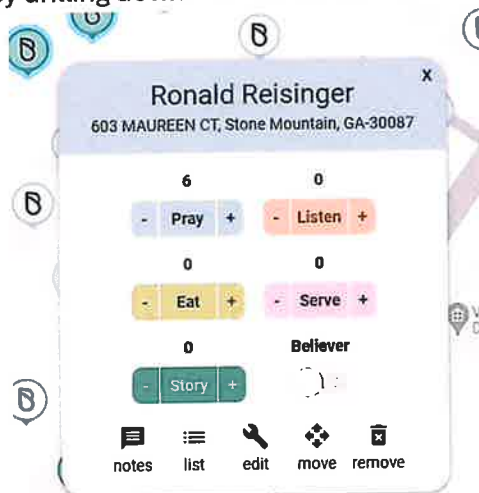 x
Ronald Reisinger
603 MAUREEN CT, Stone Mountain, GA-30087
6 0
- Pray + - Listen +
0 0
- Eat + - Serve +
0 Believer
- Story +
notes list edit move remove